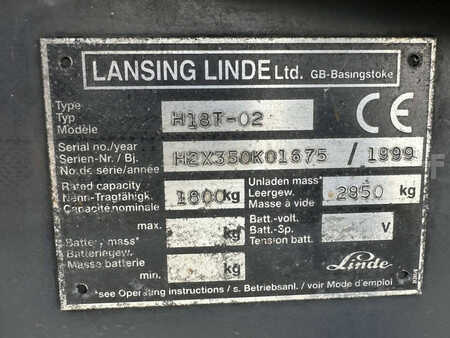 LANSING LINDE Ltd. GB-Basingstoke
Type
Typ H18T-02
Modèle
Serial no./year
Serien-Nr. / Bj. H2X350K01675 / 1999
No. de série/année
Rated capacity Unladen mass*
Nenn-Tragfähigk. 1800 kg Leergew. 2850 kg
Capacité nominale Masse à vide
max. kg Batt.-volt.
Battery mass* Batt.-Sp. V
Batteriegew. Tension batt.
Masse batterie
min. kg Linde
*see Operating instructions / s. Betriebsanl. / voir Mode d'emploi